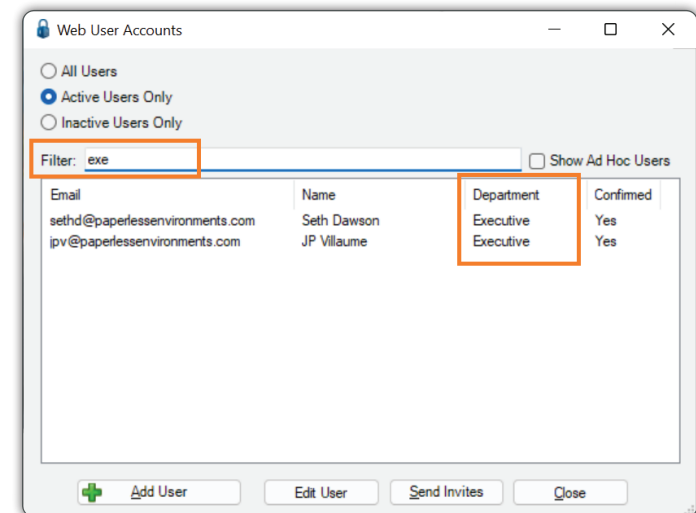 Web User Accounts
All Users
Active Users Only
Inactive Users Only
Filter: exe Show Ad Hoc Users
Email Name Department Confirmed
sethd@paperlessenvironments.com Seth Dawson Executive Yes
jpv@paperlessenvironments.com JP Villaume Executive Yes
Add User Edit User Send Invites Close